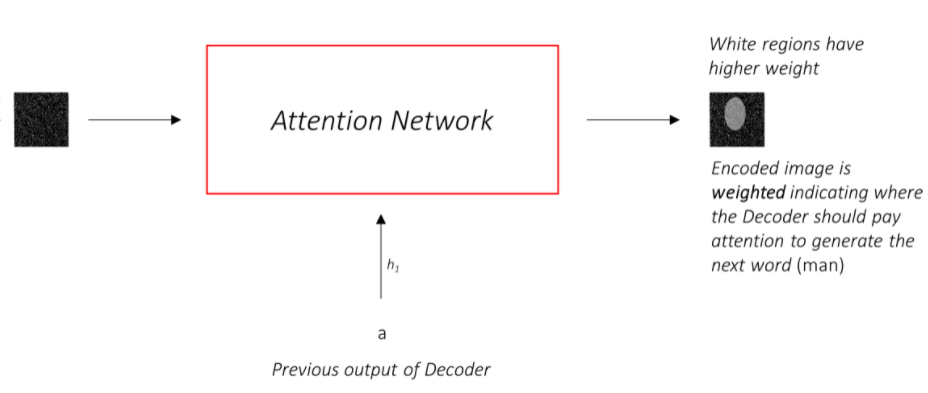 White regions have
higher weight
Attention Network
Encoded image is
weighted indicating where
the Decoder should pay
attention to generate the
next word (man)
h₁
a
Previous output of Decoder